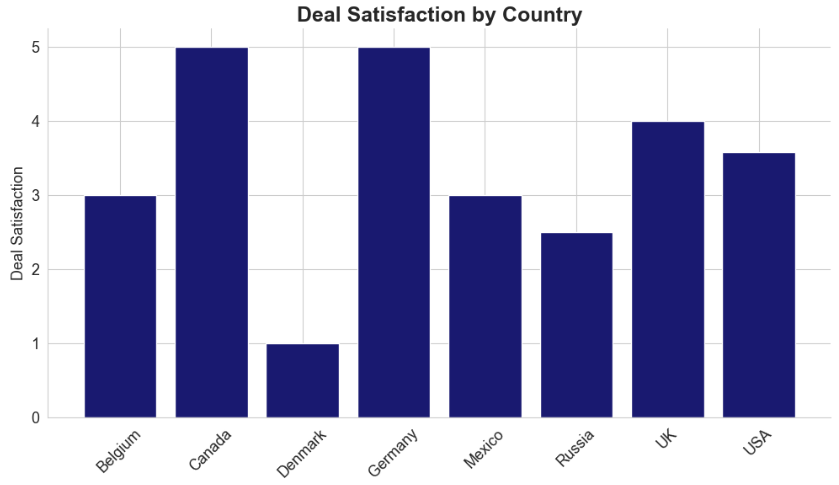 Deal Satisfaction by Country
Deal Satisfaction
5
4
3
2
1
0
Belgium
Canada
Denmark
Germany
Mexico
Russia
UK
USA